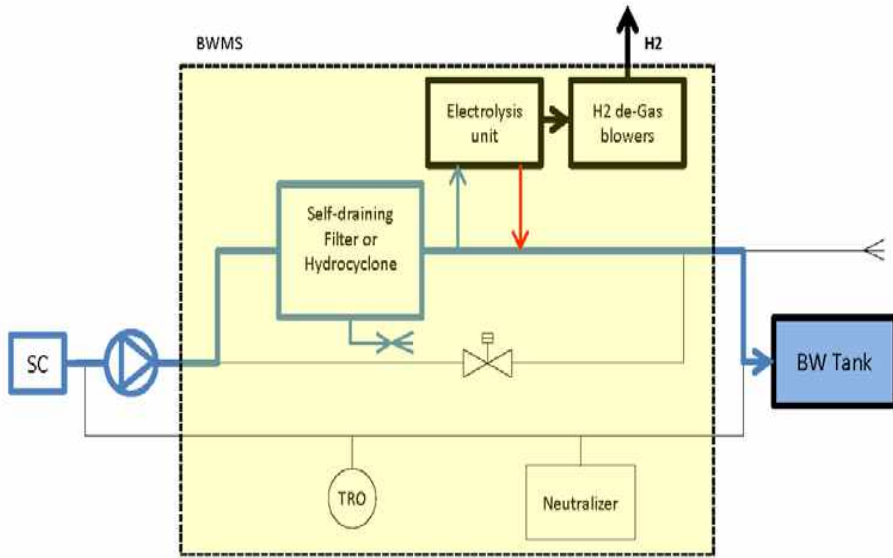 BWMS
H2
Electrolysis
unit
H2 de-Gas
blowers
Self-draining
Filter or
Hydrocyclone
SC
BW Tank
TRO
Neutralizer